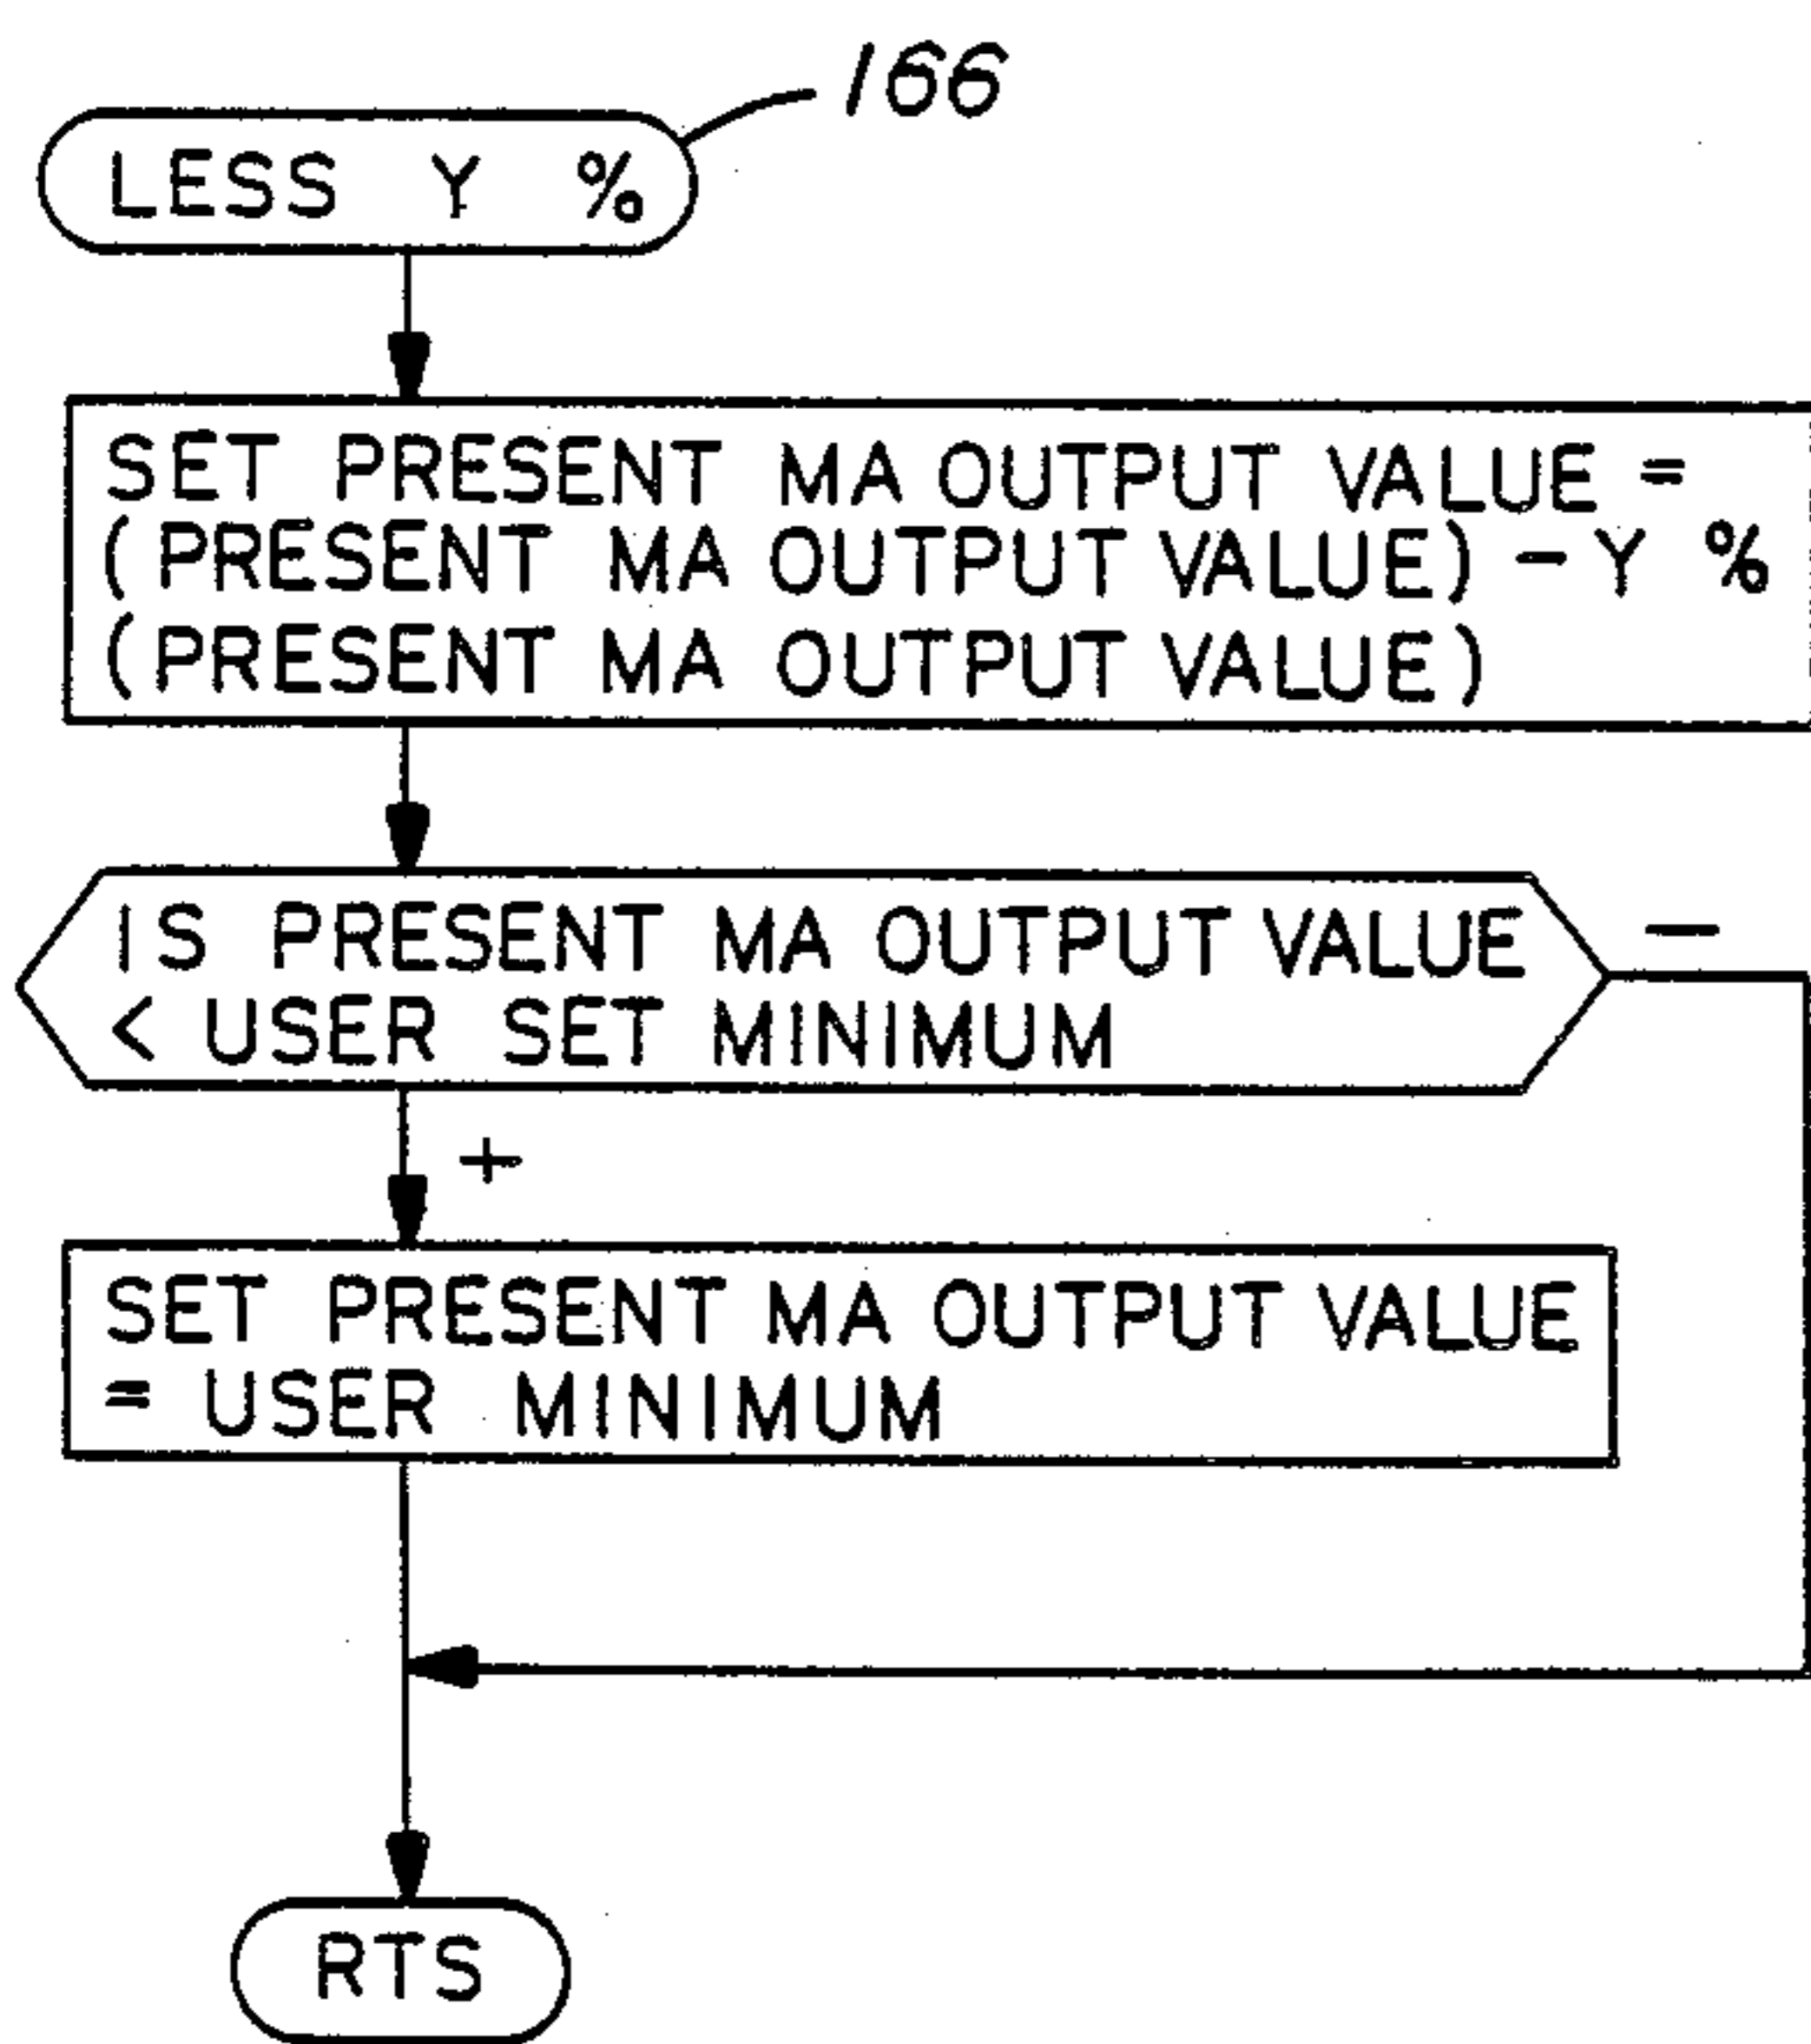 166
LESS Y %
SET PRESENT MA OUTPUT VALUE =
(PRESENT MA OUTPUT VALUE) - Y %
(PRESENT MA OUTPUT VALUE)
IS PRESENT MA OUTPUT VALUE
< USER SET MINIMUM
-
+
SET PRESENT MA OUTPUT VALUE
= USER MINIMUM
RTS